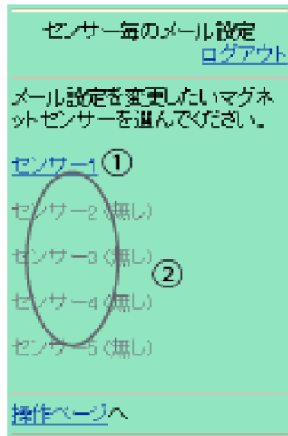 センサー毎のメール設定
ログアウト
メール設定を変更したいマグネ
ットセンサーを選んでください。
センサー1 ①
センサー2 (無し)
センサー3 (無し)
②
センサー4 (無し)
センサー5 (無し)
操作ページへ